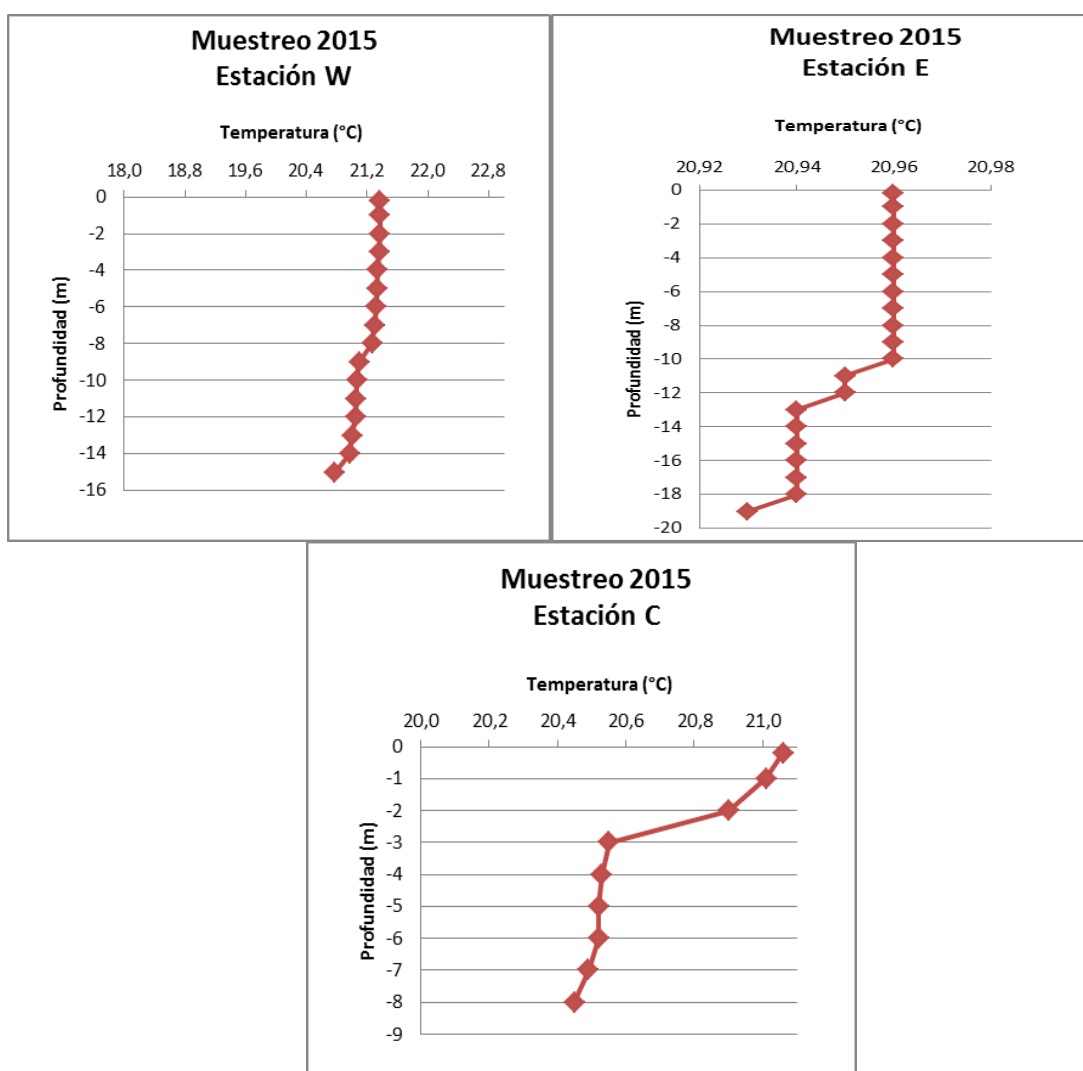 Muestreo 2015
Estación W
Temperatura (°C)
18,0 18,8 19,6 20,4 21,2 22,0 22,8
0
-2
-4
-6
-8
-10
-12
-14
-16
Profundidad (m)
Muestreo 2015
Estación E
Temperatura (°C)
20,92 20,94 20,96 20,98
0
-2
-4
-6
-8
-10
-12
-14
-16
-18
-20
Profundidad (m)
Muestreo 2015
Estación C
Temperatura (°C)
20,0 20,2 20,4 20,6 20,8 21,0
0
-1
-2
-3
-4
-5
-6
-7
-8
-9
Profundidad (m)